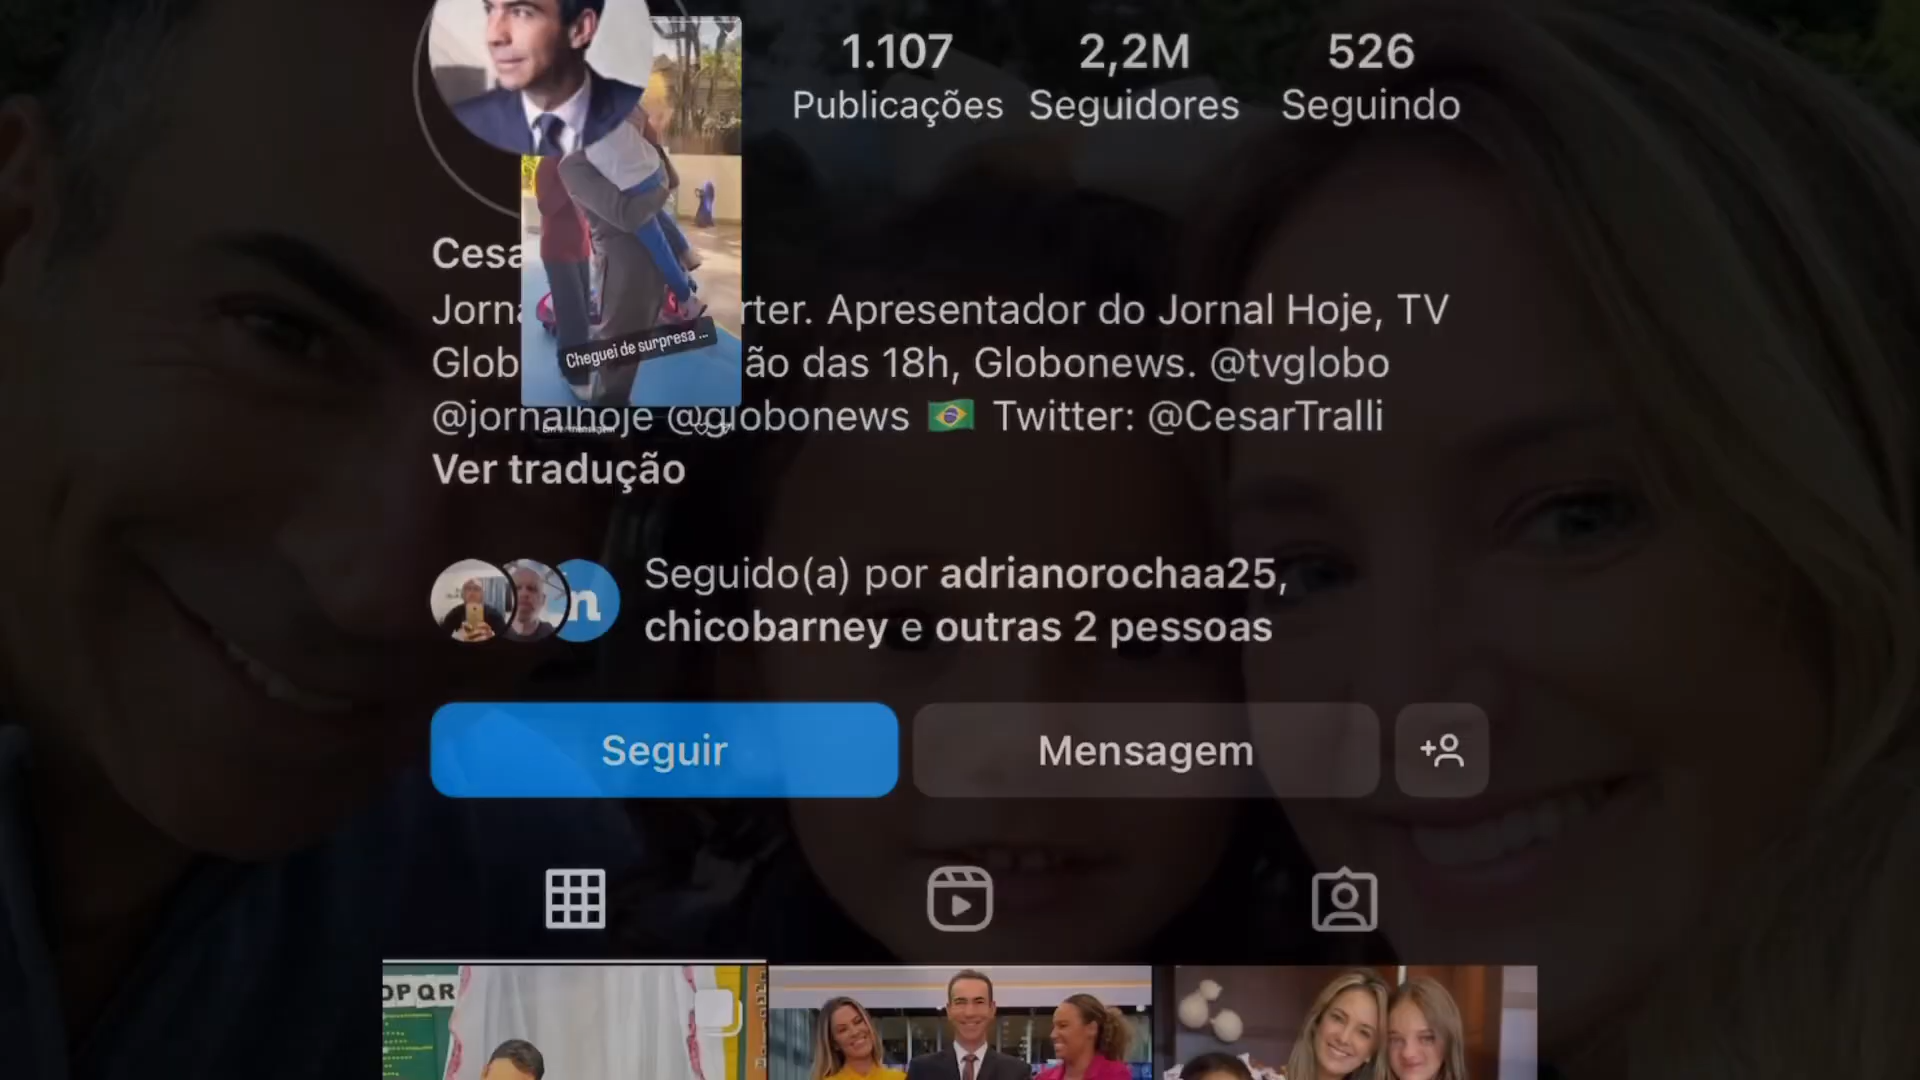 1.107 2,2M 526
Publicações Seguidores Seguindo
Cesa
Jorna rter. Apresentador do Jornal Hoje, TV
Glob ão das 18h, Globonews. @tvglobo
@jornalhoje @globonews 🇧🇷 Twitter: @CesarTralli
Cheguei de surpresa ...
Ver tradução
Seguido(a) por adrianorochaa25,
chicobarney e outras 2 pessoas
n
Seguir Mensagem
OPQR